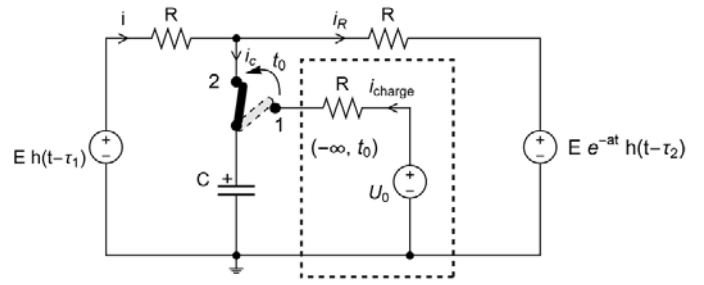 i
R
i_R
R
i_c
t_0
2
R
i_charge
1
E h(t−τ_1)
+
−
(−∞, t_0)
+
−
E e^{−at} h(t−τ_2)
C +
U_0
+
−